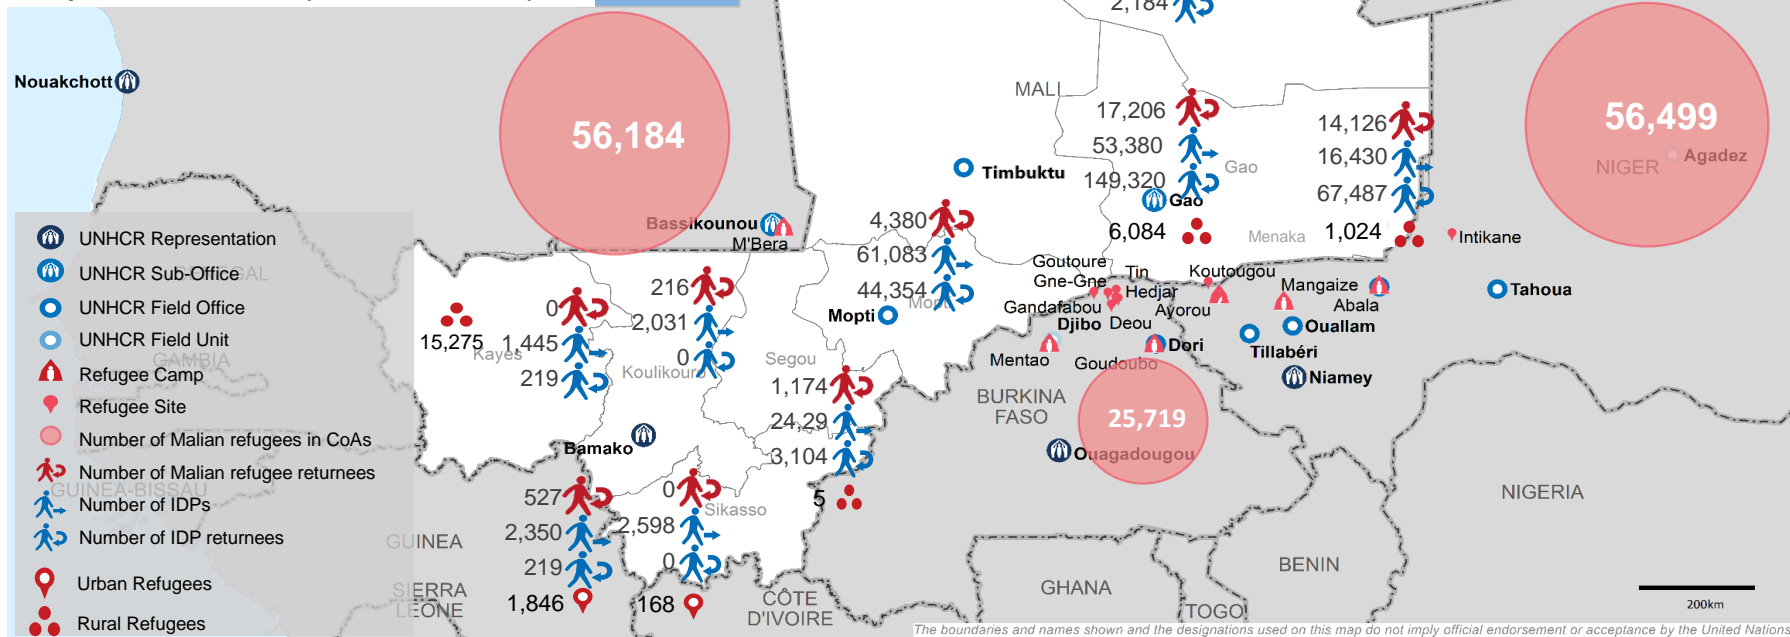 2,184
Nouakchott
56,184
MALI
17,206
53,380
149,320
Gao
Gao
6,084
14,126
16,430
67,487
1,024
Menaka
56,499
NIGER
Agadez
Timbuktu
Bassikounou
M'Bera
4,380
61,083
44,354
Mopti
216
2,031
0
Koulikouro
Segou
0
1,445
219
Kayes
15,275
Goutoure
Gne-Gne
Tin
Hedjar
Gandafabou
Djibo
Deou
Koutougou
Ayorou
Mangaize
Abala
Intikane
Tahoua
Ouallam
Tillabéri
Niamey
Mentao
Goudoubo
Dori
BURKINA
FASO
25,719
Ouagadougou
1,174
24,29
3,104
5
Bamako
527
2,350
219
1,846
0
2,598
0
168
Sikasso
UNHCR Representation
UNHCR Sub-Office
UNHCR Field Office
UNHCR Field Unit
Refugee Camp
Refugee Site
Number of Malian refugees in CoAs
Number of Malian refugee returnees
Number of IDPs
Number of IDP returnees
Urban Refugees
Rural Refugees
GAMBIA
GUINEA-BISSAU
GUINEA
SIERRA
LEONE
CÔTE
D'IVOIRE
GHANA
TOGO
BENIN
NIGERIA
200km
The boundaries and names shown and the designations used on this map do not imply official endorsement or acceptance by the United Nation